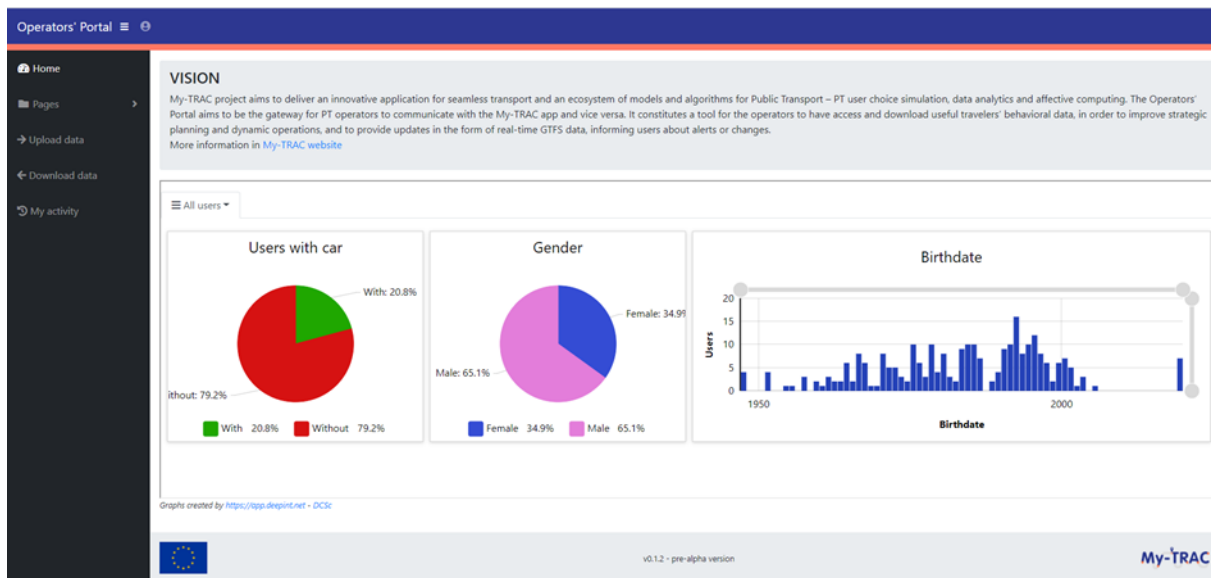 Operators' Portal
Home
Pages
Upload data
Download data
My activity
VISION
My-TRAC project aims to deliver an innovative application for seamless transport and an ecosystem of models and algorithms for Public Transport – PT user choice simulation, data analytics and affective computing. The Operators'
Portal aims to be the gateway for PT operators to communicate with the My-TRAC app and vice versa. It constitutes a tool for the operators to have access and download useful travelers' behavioral data, in order to improve strategic
planning and dynamic operations, and to provide updates in the form of real-time GTFS data, informing users about alerts or changes.
More information in My-TRAC website
All users
Users with car
With: 20.8%
ithout: 79.2%
With 20.8% Without 79.2%
Gender
Female: 34.9%
Male: 65.1%
Female 34.9% Male 65.1%
Birthdate
Users
20
15
10
5
0
1950 2000
Birthdate
Graphs created by https://app.deepint.net - DCSc
v0.1.2 - pre-alpha version
My-TRAC